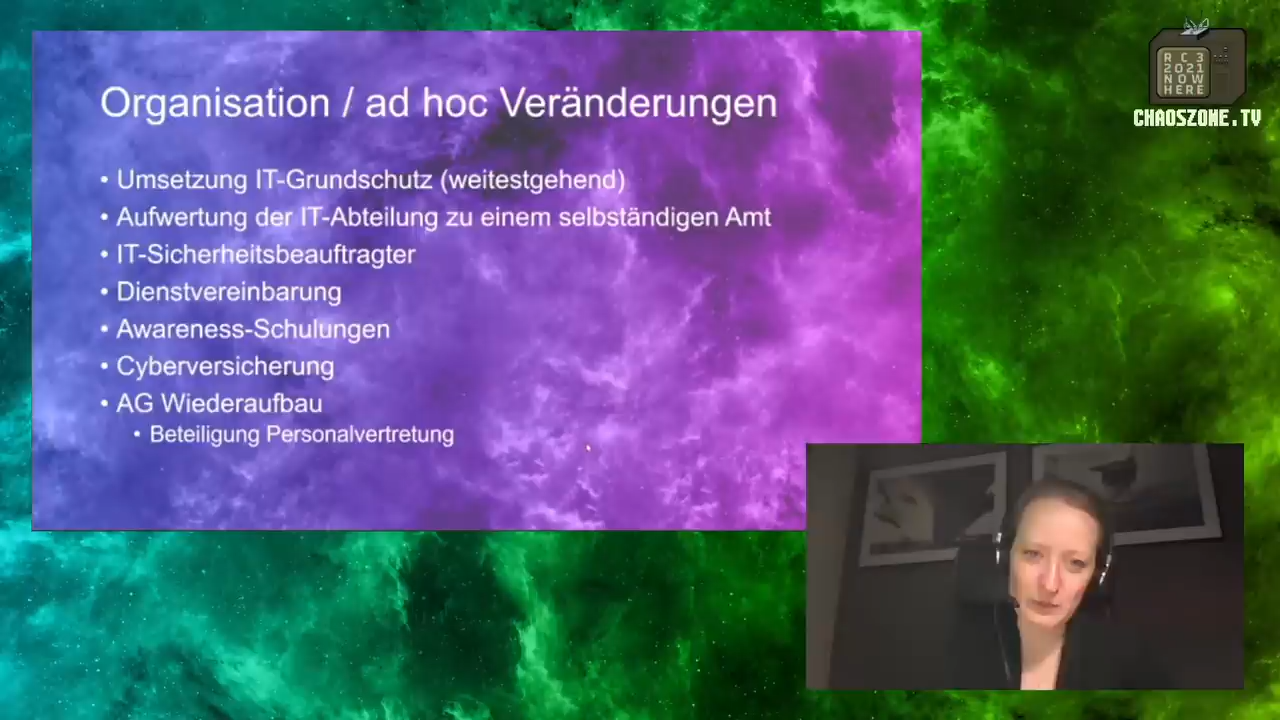 Organisation / ad hoc Veränderungen
• Umsetzung IT-Grundschutz (weitestgehend)
• Aufwertung der IT-Abteilung zu einem selbständigen Amt
• IT-Sicherheitsbeauftragter
• Dienstvereinbarung
• Awareness-Schulungen
• Cyberversicherung
• AG Wiederaufbau
• Beteiligung Personalvertretung
RC3
2021
NOW
HERE
CHAOSZONE.TV